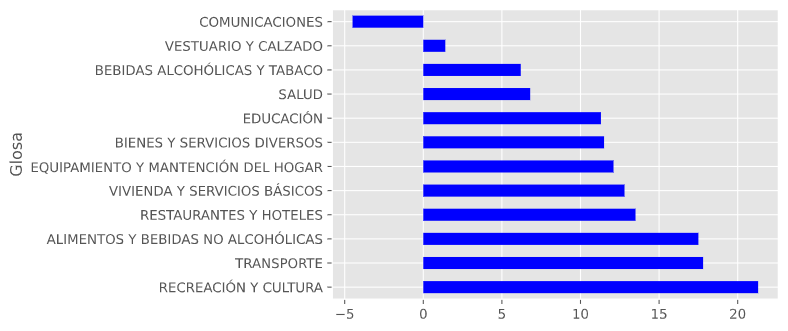 COMUNICACIONES
VESTUARIO Y CALZADO
BEBIDAS ALCOHÓLICAS Y TABACO
SALUD
EDUCACIÓN
BIENES Y SERVICIOS DIVERSOS
EQUIPAMIENTO Y MANTENCIÓN DEL HOGAR
VIVIENDA Y SERVICIOS BÁSICOS
RESTAURANTES Y HOTELES
ALIMENTOS Y BEBIDAS NO ALCOHÓLICAS
TRANSPORTE
RECREACIÓN Y CULTURA
Glosa
−5 0 5 10 15 20